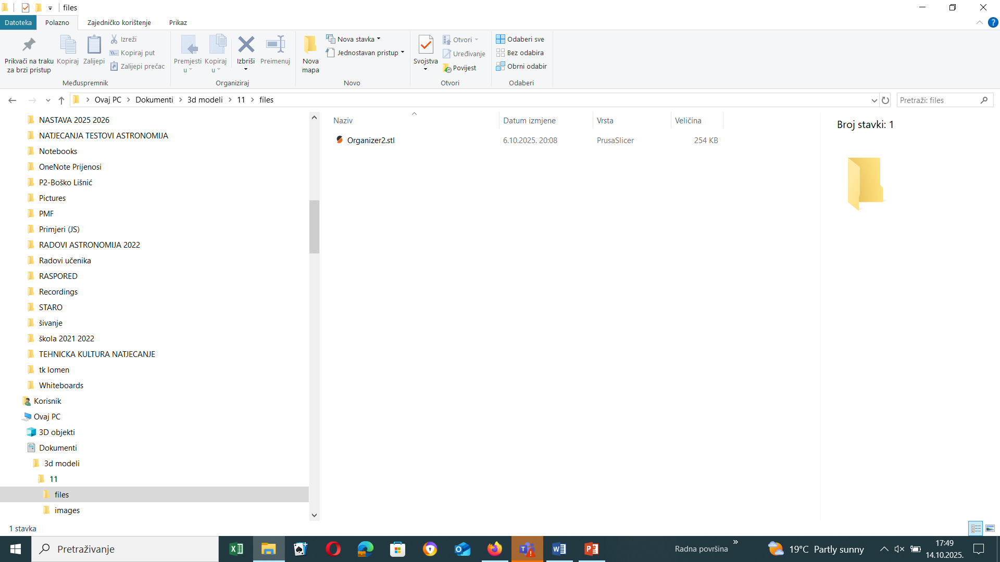 files
Datoteka Polazno Zajedničko korištenje Prikaz
Prikvači na traku za brzi pristup
Kopiraj
Zalijepi
Izreži
Kopiraj put
Zalijepi prečac
Međuspremnik
Premjesti u
Kopiraj u
Izbriši
Preimenuj
Organiziraj
Nova mapa
Nova stavka
Jednostavan pristup
Novo
Svojstva
Otvori
Uređivanje
Povijest
Otvori
Odaberi sve
Bez odabira
Obrni odabir
Odaberi
Ovaj PC > Dokumenti > 3d modeli > 11 > files
Pretraži: files
NASTAVA 2025 2026
NATJECANJA TESTOVI ASTRONOMIJA
Notebooks
OneNote Prijenosi
P2-Boško Lišnić
Pictures
PMF
Primjeri (JS)
RADOVI ASTRONOMIJA 2022
Radovi učenika
RASPORED
Recordings
STARO
šivanje
škola 2021 2022
TEHNICKA KULTURA NATJECANJE
tk lomen
Whiteboards
Korisnik
Ovaj PC
3D objekti
Dokumenti
3d modeli
11
files
images
Naziv Datum izmjene Vrsta Veličina
Organizer2.stl 6.10.2025. 20:08 PrusaSlicer 254 KB
Broj stavki: 1
1 stavka
Pretraživanje
Radna površina
19°C Partly sunny
17:49
14.10.2025.